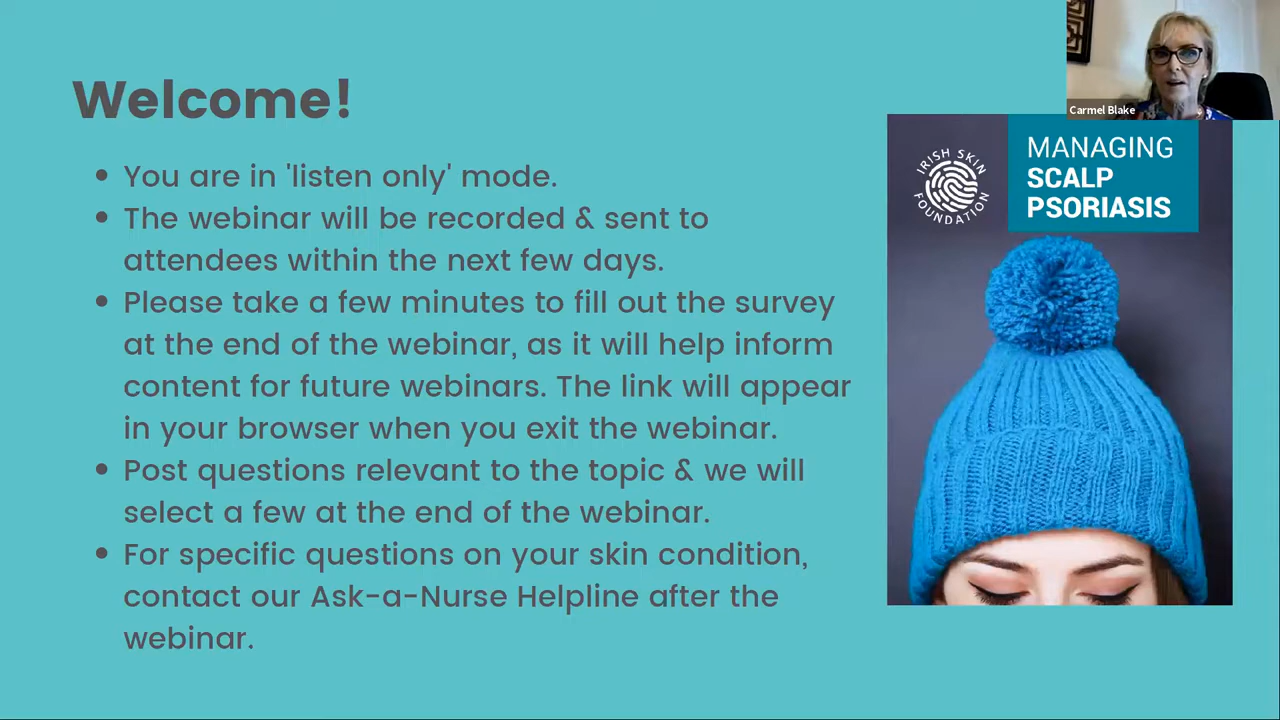 Welcome!
You are in 'listen only' mode.
The webinar will be recorded & sent to
attendees within the next few days.
Please take a few minutes to fill out the survey
at the end of the webinar, as it will help inform
content for future webinars. The link will appear
in your browser when you exit the webinar.
Post questions relevant to the topic & we will
select a few at the end of the webinar.
For specific questions on your skin condition,
contact our Ask-a-Nurse Helpline after the
webinar.
Carmel Blake
IRISH SKIN
FOUNDATION
MANAGING
SCALP
PSORIASIS